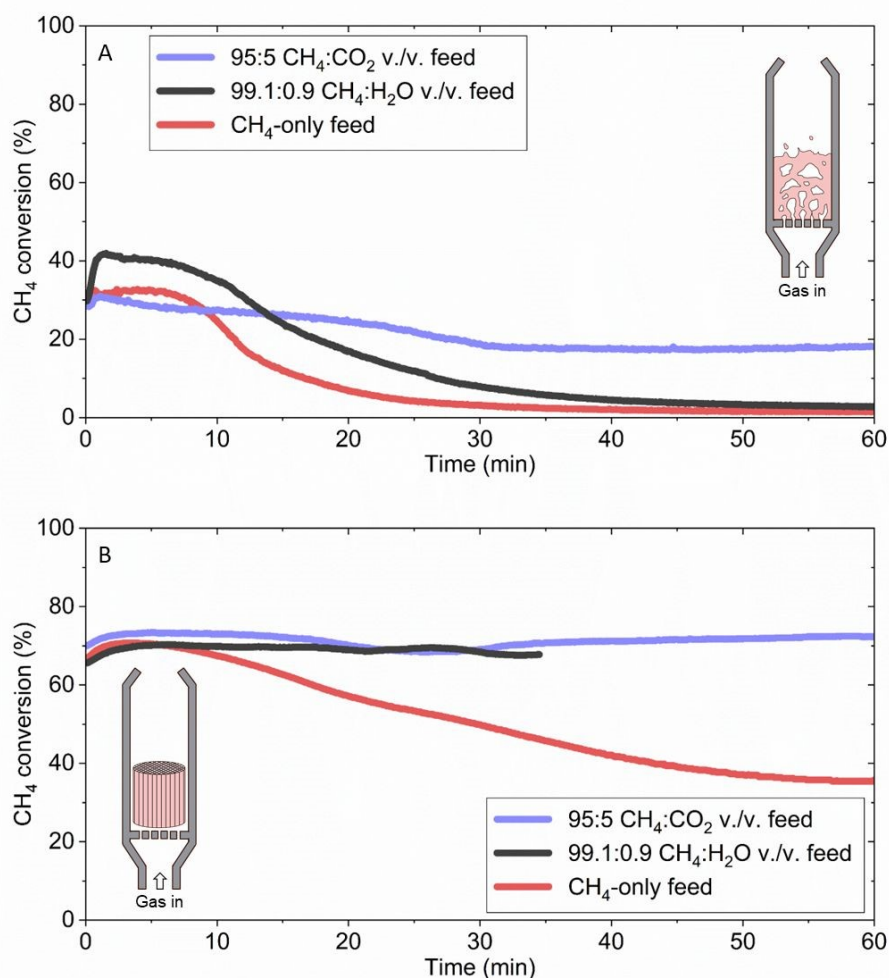 A
95:5 CH₄:CO₂ v./v. feed
99.1:0.9 CH₄:H₂O v./v. feed
CH₄-only feed
Gas in
CH₄ conversion (%)
100
80
60
40
20
0
0 10 20 30 40 50 60
Time (min)
B
CH₄ conversion (%)
100
80
60
40
20
0
Gas in
95:5 CH₄:CO₂ v./v. feed
99.1:0.9 CH₄:H₂O v./v. feed
CH₄-only feed
0 10 20 30 40 50 60
Time (min)